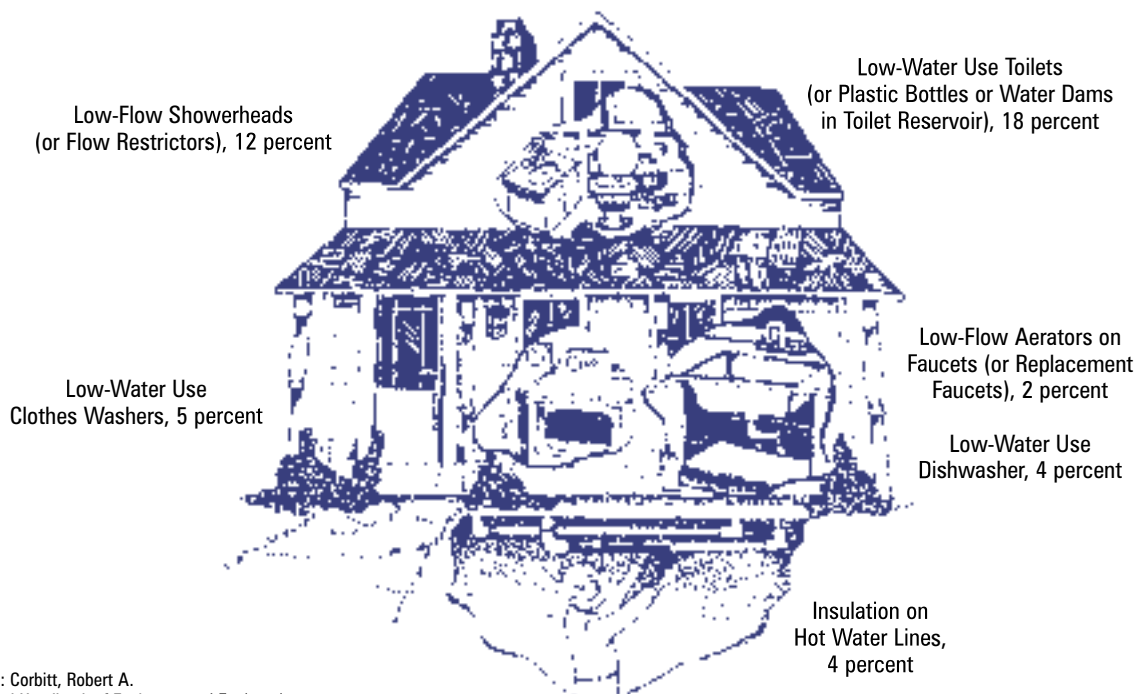 Low-Flow Showerheads
(or Flow Restrictors), 12 percent
Low-Water Use Toilets
(or Plastic Bottles or Water Dams
in Toilet Reservoir), 18 percent
Low-Water Use
Clothes Washers, 5 percent
Low-Flow Aerators on
Faucets (or Replacement
Faucets), 2 percent
Low-Water Use
Dishwasher, 4 percent
Insulation on
Hot Water Lines,
4 percent
: Corbitt, Robert A.